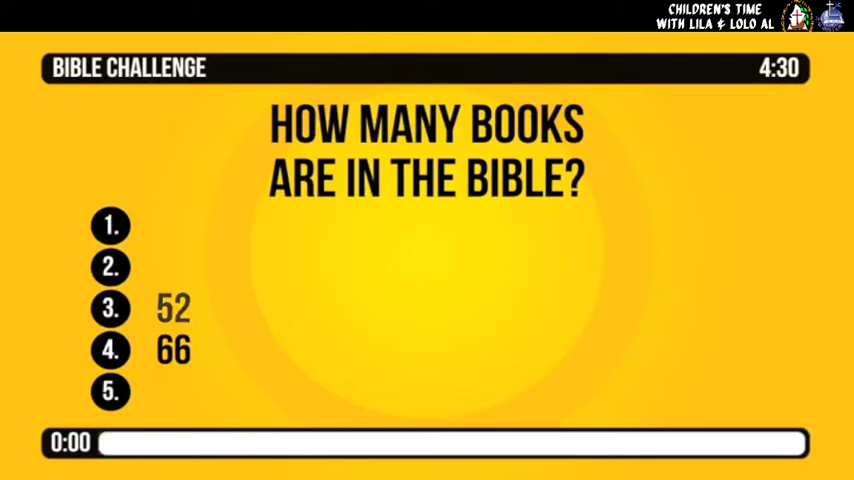 CHILDREN'S TIME
WITH LILA & LOLO AL
BIBLE CHALLENGE 4:30
HOW MANY BOOKS
ARE IN THE BIBLE?
1.
2.
3. 52
4. 66
5.
0:00